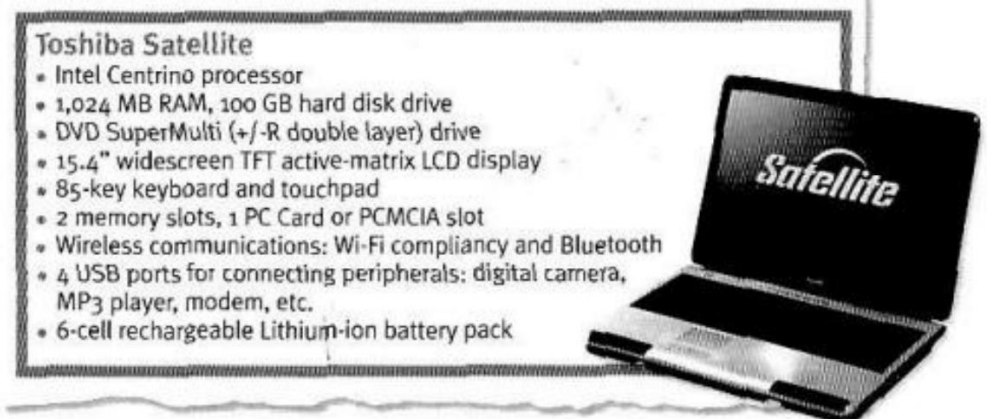 Toshiba Satellite
• Intel Centrino processor
• 1,024 MB RAM, 100 GB hard disk drive
• DVD SuperMulti (+/-R double layer) drive
• 15.4" widescreen TFT active-matrix LCD display
• 85-key keyboard and touchpad
• 2 memory slots, 1 PC Card or PCMCIA slot
• Wireless communications: Wi-Fi compliancy and Bluetooth
• 4 USB ports for connecting peripherals: digital camera,
MP3 player, modem, etc.
• 6-cell rechargeable Lithium-ion battery pack
Satellite